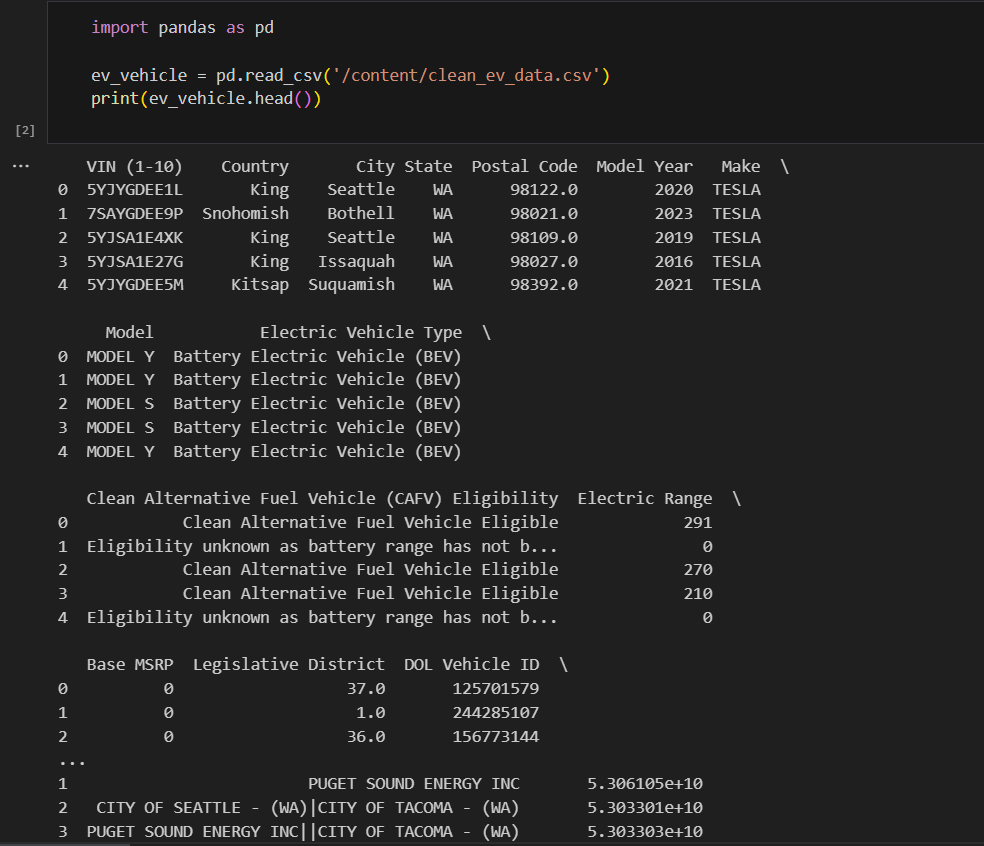 import pandas as pd
ev_vehicle = pd.read_csv('/content/clean_ev_data.csv')
print(ev_vehicle.head())
[2]
...
VIN (1-10) Country City State Postal Code Model Year Make \
0 5YJYGDEE1L King Seattle WA 98122.0 2020 TESLA
1 7SAYGDEE9P Snohomish Bothell WA 98021.0 2023 TESLA
2 5YJSA1E4XK King Seattle WA 98109.0 2019 TESLA
3 5YJSA1E27G King Issaquah WA 98027.0 2016 TESLA
4 5YJYGDEE5M Kitsap Suquamish WA 98392.0 2021 TESLA
Model Electric Vehicle Type \
0 MODEL Y Battery Electric Vehicle (BEV)
1 MODEL Y Battery Electric Vehicle (BEV)
2 MODEL S Battery Electric Vehicle (BEV)
3 MODEL S Battery Electric Vehicle (BEV)
4 MODEL Y Battery Electric Vehicle (BEV)
Clean Alternative Fuel Vehicle (CAFV) Eligibility Electric Range \
0 Clean Alternative Fuel Vehicle Eligible 291
1 Eligibility unknown as battery range has not b... 0
2 Clean Alternative Fuel Vehicle Eligible 270
3 Clean Alternative Fuel Vehicle Eligible 210
4 Eligibility unknown as battery range has not b... 0
Base MSRP Legislative District DOL Vehicle ID \
0 0 37.0 125701579
1 0 1.0 244285107
2 0 36.0 156773144
...
1 PUGET SOUND ENERGY INC 5.306105e+10
2 CITY OF SEATTLE - (WA)|CITY OF TACOMA - (WA) 5.303301e+10
3 PUGET SOUND ENERGY INC||CITY OF TACOMA - (WA) 5.303303e+10